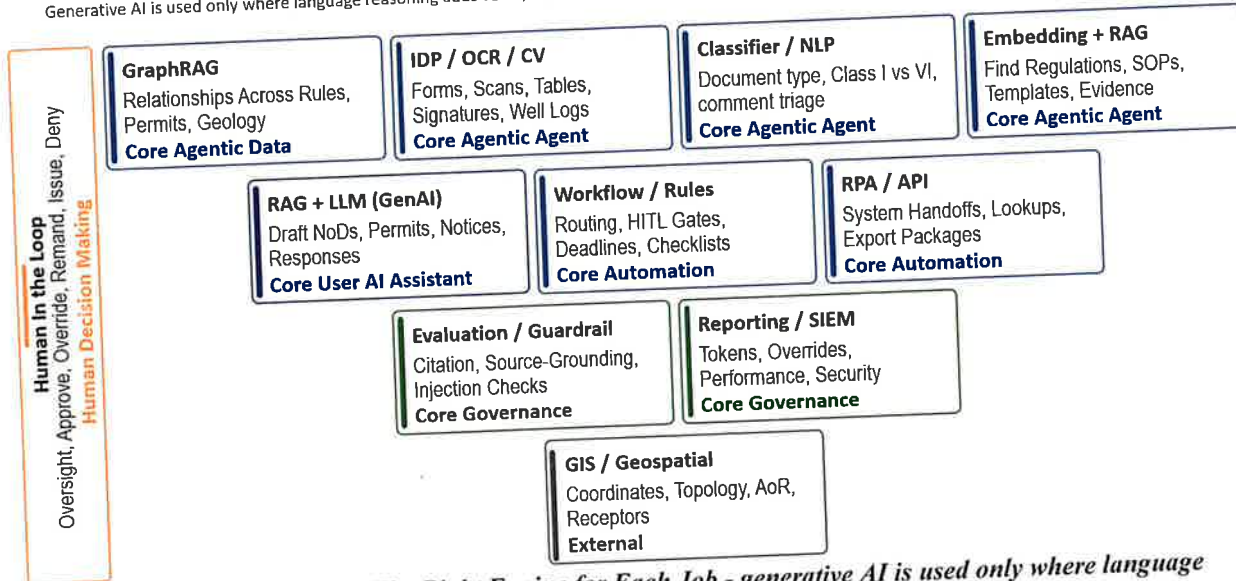 Generative AI is used only where language reasoning
Human In the Loop
Oversight, Approve, Override, Remand, Issue, Deny
Human Decision Making
GraphRAG
Relationships Across Rules,
Permits, Geology
Core Agentic Data
IDP / OCR / CV
Forms, Scans, Tables,
Signatures, Well Logs
Core Agentic Agent
Classifier / NLP
Document type, Class I vs VI,
comment triage
Core Agentic Agent
Embedding + RAG
Find Regulations, SOPs,
Templates, Evidence
Core Agentic Agent
RAG + LLM (GenAI)
Draft NoDs, Permits, Notices,
Responses
Core User AI Assistant
Workflow / Rules
Routing, HITL Gates,
Deadlines, Checklists
Core Automation
RPA / API
System Handoffs, Lookups,
Export Packages
Core Automation
Evaluation / Guardrail
Citation, Source-Grounding,
Injection Checks
Core Governance
Reporting / SIEM
Tokens, Overrides,
Performance, Security
Core Governance
GIS / Geospatial
Coordinates, Topology, AoR,
Receptors
External
for Each Job - generative AI is used only where language